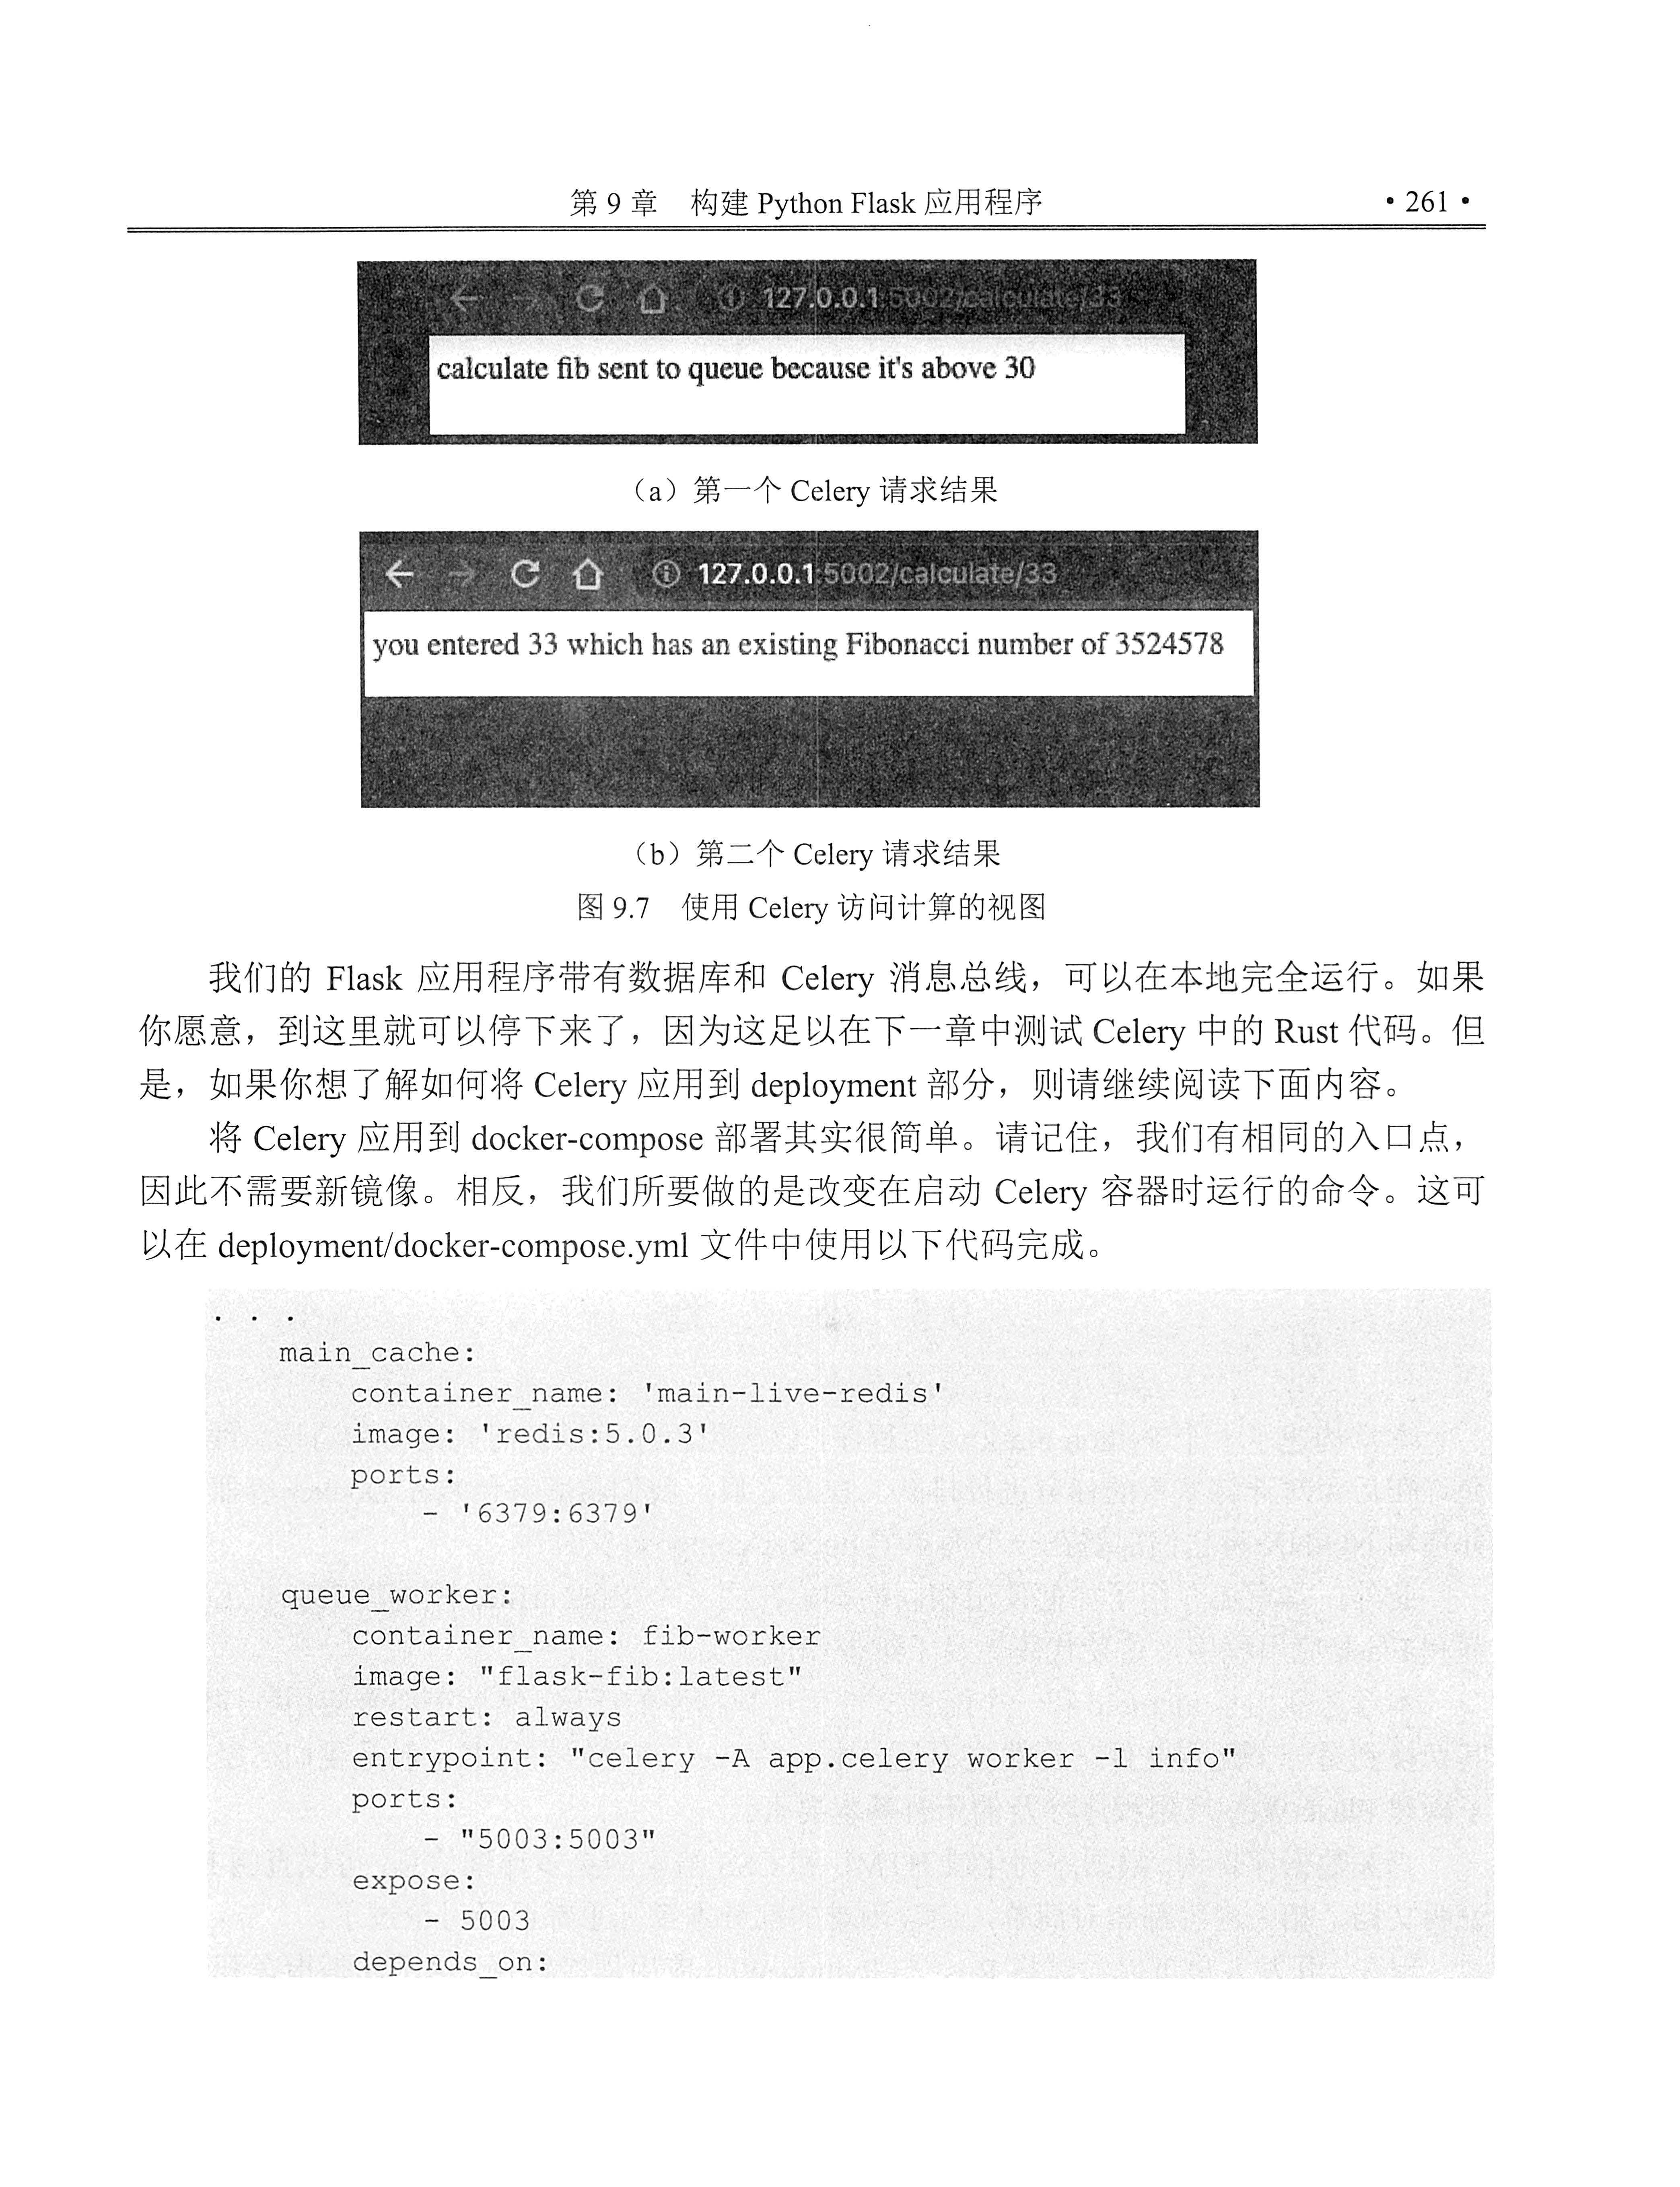 第 9 章　构建 Python Flask 应用程序
• 261 •
127.0.0.1:5002/calculate/33
calculate fib sent to queue because it's above 30
（a）第一个 Celery 请求结果
127.0.0.1:5002/calculate/33
you entered 33 which has an existing Fibonacci number of 3524578
（b）第二个 Celery 请求结果
图 9.7　使用 Celery 访问计算的视图
我们的 Flask 应用程序带有数据库和 Celery 消息总线，可以在本地完全运行。如果
你愿意，到这里就可以停下来了，因为这足以在下一章中测试 Celery 中的 Rust 代码。但
是，如果你想了解如何将 Celery 应用到 deployment 部分，则请继续阅读下面内容。
将 Celery 应用到 docker-compose 部署其实很简单。请记住，我们有相同的入口点，
因此不需要新镜像。相反，我们所要做的是改变在启动 Celery 容器时运行的命令。这可
以在 deployment/docker-compose.yml 文件中使用以下代码完成。
. . .
main_cache:
container_name: 'main-live-redis'
image: 'redis:5.0.3'
ports:
- '6379:6379'
queue_worker:
container_name: fib-worker
image: "flask-fib:latest"
restart: always
entrypoint: "celery -A app.celery worker -l info"
ports:
- "5003:5003"
expose:
- 5003
depends_on: